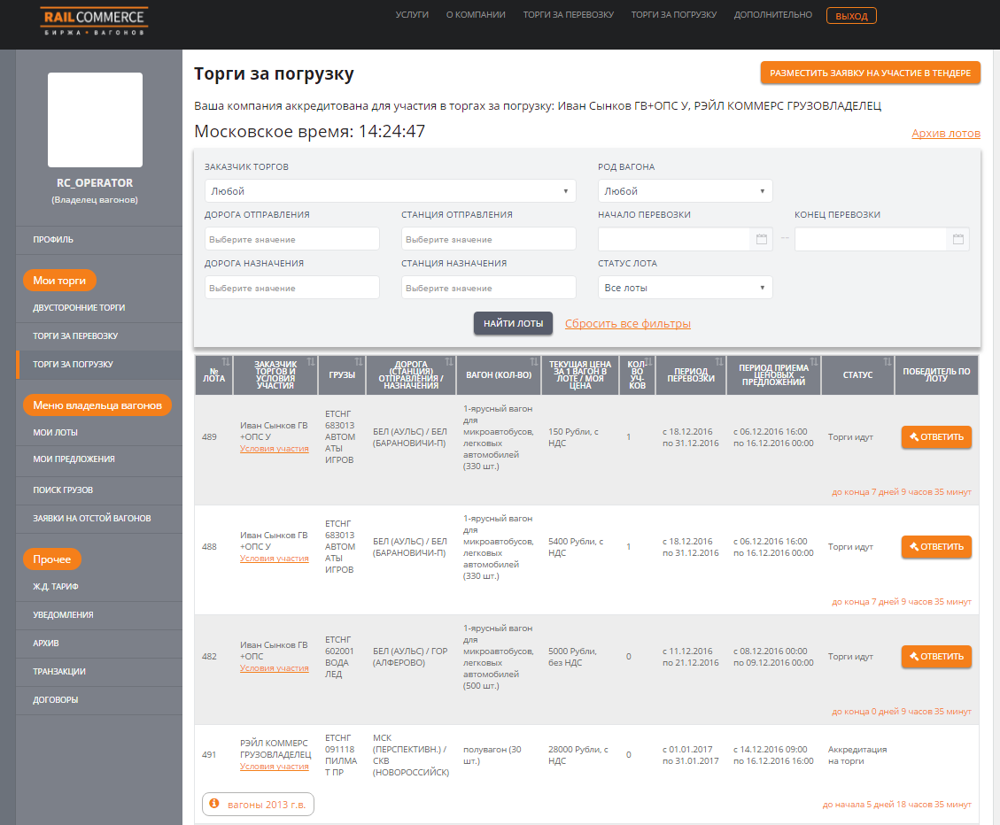 RAILCOMMERCE
БИРЖА • ВАГОНОВ
УСЛУГИ
О КОМПАНИИ
ТОРГИ ЗА ПЕРЕВОЗКУ
ТОРГИ ЗА ПОГРУЗКУ
ДОПОЛНИТЕЛЬНО
ВЫХОД
RC_OPERATOR
(Владелец вагонов)
ПРОФИЛЬ
Мои торги
ДВУСТОРОННИЕ ТОРГИ
ТОРГИ ЗА ПЕРЕВОЗКУ
ТОРГИ ЗА ПОГРУЗКУ
Меню владельца вагонов
МОИ ЛОТЫ
МОИ ПРЕДЛОЖЕНИЯ
ПОИСК ГРУЗОВ
ЗАЯВКИ НА ОТСТОЙ ВАГОНОВ
Прочее
Ж.Д. ТАРИФ
УВЕДОМЛЕНИЯ
АРХИВ
ТРАНЗАКЦИИ
ДОГОВОРЫ
Торги за погрузку
РАЗМЕСТИТЬ ЗАЯВКУ НА УЧАСТИЕ В ТЕНДЕРЕ
Ваша компания аккредитована для участия в торгах за погрузку: Иван Сынков ГВ+ОПС У, РЭЙЛ КОММЕРС ГРУЗОВЛАДЕЛЕЦ
Московское время: 14:24:47
Архив лотов
ЗАКАЗЧИК ТОРГОВ
РОД ВАГОНА
Любой
Любой
ДОРОГА ОТПРАВЛЕНИЯ
СТАНЦИЯ ОТПРАВЛЕНИЯ
НАЧАЛО ПЕРЕВОЗКИ
КОНЕЦ ПЕРЕВОЗКИ
Выберите значение
Выберите значение
--
ДОРОГА НАЗНАЧЕНИЯ
СТАНЦИЯ НАЗНАЧЕНИЯ
СТАТУС ЛОТА
Выберите значение
Выберите значение
Все лоты
НАЙТИ ЛОТЫ
Сбросить все фильтры
№
ЛОТА
ЗАКАЗЧИК
ТОРГОВ И
УСЛОВИЯ
УЧАСТИЯ
ГРУЗЫ
ДОРОГА
(СТАНЦИЯ)
ОТПРАВЛЕНИЯ /
НАЗНАЧЕНИЯ
ВАГОН (КОЛ-ВО)
ТЕКУЩАЯ ЦЕНА
ЗА 1 ВАГОН В
ЛОТЕ / МОЯ
ЦЕНА
КОЛ-
ВО
УЧ-
КОВ
ПЕРИОД
ПЕРЕВОЗКИ
ПЕРИОД ПРИЕМА
ЦЕНОВЫХ
ПРЕДЛОЖЕНИЙ
СТАТУС
ПОБЕДИТЕЛЬ ПО
ЛОТУ
489
Иван Сынков ГВ
+ОПС У
Условия участия
ЕТСНГ
683013
АВТОМ
АТЫ
ИГРОВ
БЕЛ (АУЛЬС) / БЕЛ
(БАРАНОВИЧИ-П)
1-ярусный вагон
для
микроавтобусов,
легковых
автомобилей
(330 шт.)
150 Рубли, с
НДС
1
с 18.12.2016
по 31.12.2016
с 06.12.2016 16:00
по 16.12.2016 00:00
Торги идут
ОТВЕТИТЬ
до конца 7 дней 9 часов 35 минут
488
Иван Сынков ГВ
+ОПС У
Условия участия
ЕТСНГ
683013
АВТОМ
АТЫ
ИГРОВ
БЕЛ (АУЛЬС) / БЕЛ
(БАРАНОВИЧИ-П)
1-ярусный вагон
для
микроавтобусов,
легковых
автомобилей
(330 шт.)
5400 Рубли, с
НДС
1
с 18.12.2016
по 31.12.2016
с 06.12.2016 16:00
по 16.12.2016 00:00
Торги идут
ОТВЕТИТЬ
до конца 7 дней 9 часов 35 минут
482
Иван Сынков ГВ
+ОПС
Условия участия
ЕТСНГ
602001
ВОДА
ЛЕД
БЕЛ (АУЛЬС) / ГОР
(АЛФЕРОВО)
1-ярусный вагон
для
микроавтобусов,
легковых
автомобилей
(500 шт.)
5000 Рубли,
без НДС
0
с 11.12.2016
по 21.12.2016
с 08.12.2016 00:00
по 09.12.2016 00:00
Торги идут
ОТВЕТИТЬ
до конца 0 дней 9 часов 35 минут
491
РЭЙЛ КОММЕРС
ГРУЗОВЛАДЕЛЕЦ
Условия участия
ЕТСНГ
091118
ПИЛМА
Т ПР
МСК
(ПЕРСПЕКТИВН.) /
СКВ
(НОВОРОССИЙСК)
полувагон (30
шт.)
28000 Рубли, с
НДС
0
с 01.01.2017
по 31.01.2017
с 14.12.2016 09:00
по 16.12.2016 16:00
Аккредитация
на торги
вагоны 2013 г.в.
до начала 5 дней 18 часов 35 минут